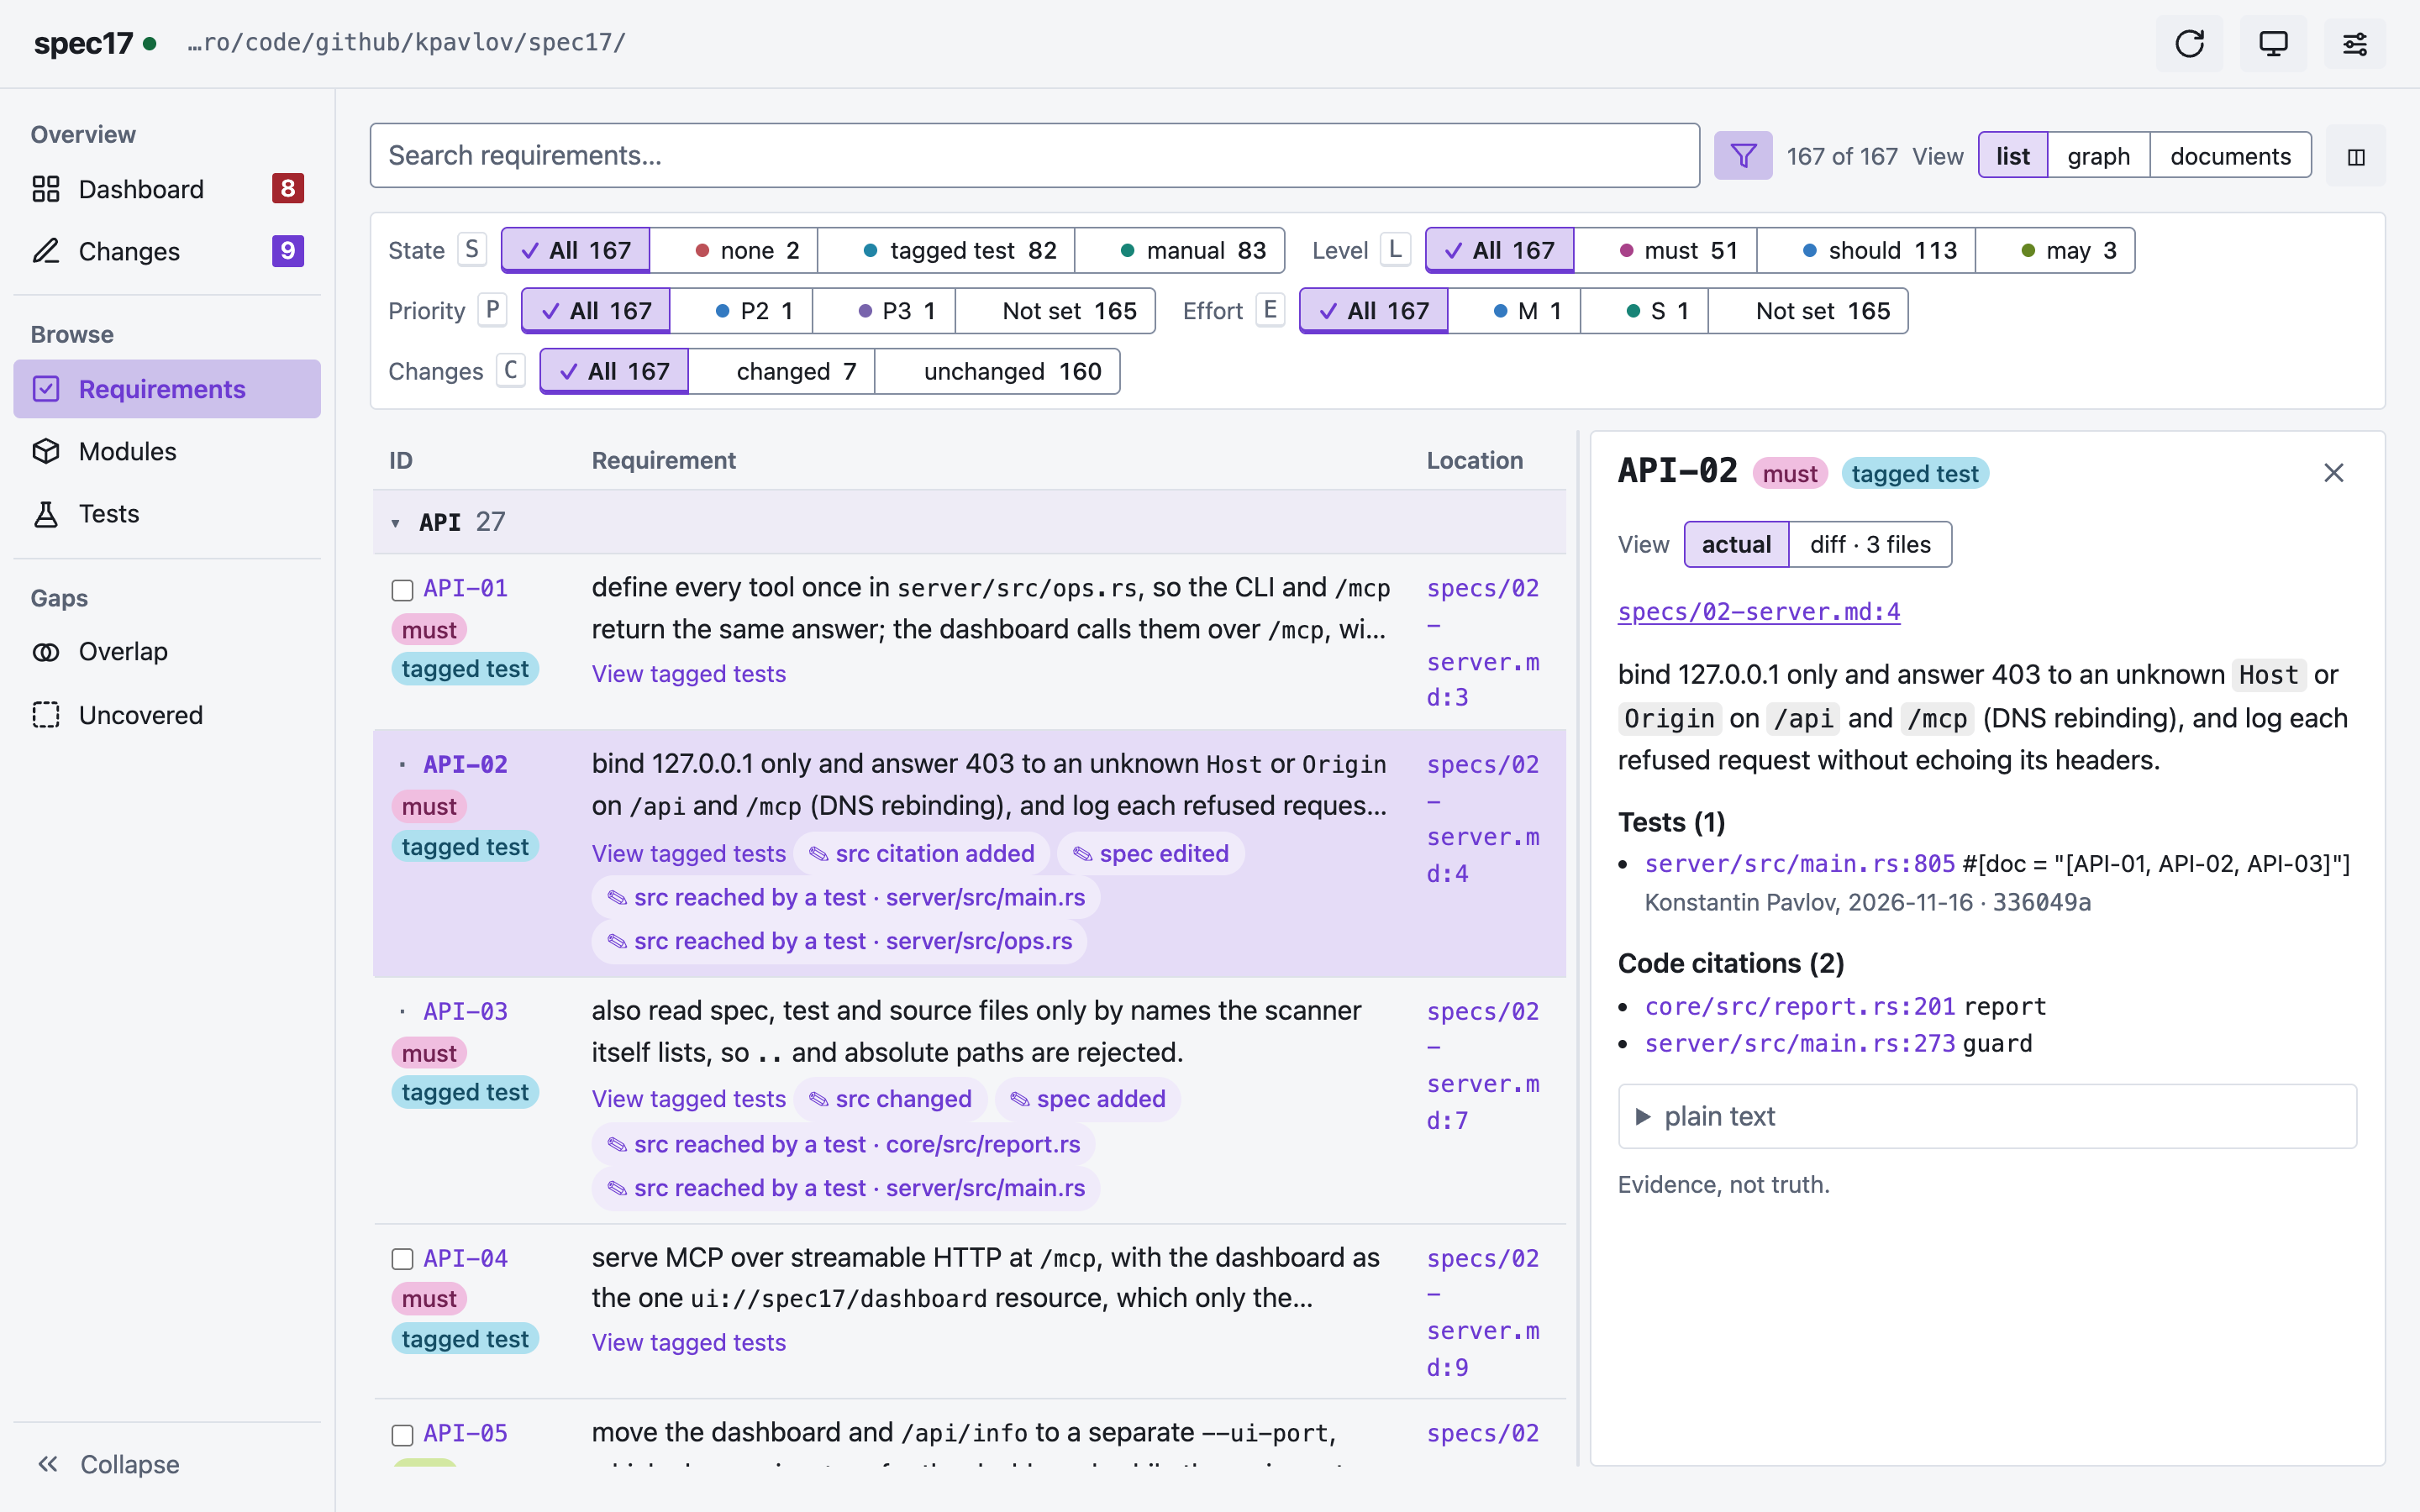 spec17 …ro/code/github/kpavlov/spec17/
Overview
Dashboard 8
Changes 9
Browse
Requirements
Modules
Tests
Gaps
Overlap
Uncovered
Collapse
Search requirements...
167 of 167 View list graph documents
State S All 167 none 2 tagged test 82 manual 83 Level L All 167 must 51 should 113 may 3
Priority P All 167 P2 1 P3 1 Not set 165 Effort E All 167 M 1 S 1 Not set 165
Changes C All 167 changed 7 unchanged 160
ID Requirement Location
API 27
API-01
must
tagged test
define every tool once in server/src/ops.rs, so the CLI and /mcp
return the same answer; the dashboard calls them over /mcp, wi...
View tagged tests
specs/02
-
server.m
d:3
· API-02
must
tagged test
bind 127.0.0.1 only and answer 403 to an unknown Host or Origin
on /api and /mcp (DNS rebinding), and log each refused reques...
View tagged tests ✎ src citation added ✎ spec edited
✎ src reached by a test · server/src/main.rs
✎ src reached by a test · server/src/ops.rs
specs/02
-
server.m
d:4
· API-03
must
tagged test
also read spec, test and source files only by names the scanner
itself lists, so .. and absolute paths are rejected.
View tagged tests ✎ src changed ✎ spec added
✎ src reached by a test · core/src/report.rs
✎ src reached by a test · server/src/main.rs
specs/02
-
server.m
d:7
API-04
must
tagged test
serve MCP over streamable HTTP at /mcp, with the dashboard as
the one ui://spec17/dashboard resource, which only the...
View tagged tests
specs/02
-
server.m
d:9
API-05
move the dashboard and /api/info to a separate --ui-port,
specs/02
API-02 must tagged test
View actual diff · 3 files
specs/02-server.md:4
bind 127.0.0.1 only and answer 403 to an unknown Host or
Origin on /api and /mcp (DNS rebinding), and log each
refused request without echoing its headers.
Tests (1)
• server/src/main.rs:805 #[doc = "[API-01, API-02, API-03]"]
Konstantin Pavlov, 2026-11-16 · 336049a
Code citations (2)
• core/src/report.rs:201 report
• server/src/main.rs:273 guard
plain text
Evidence, not truth.